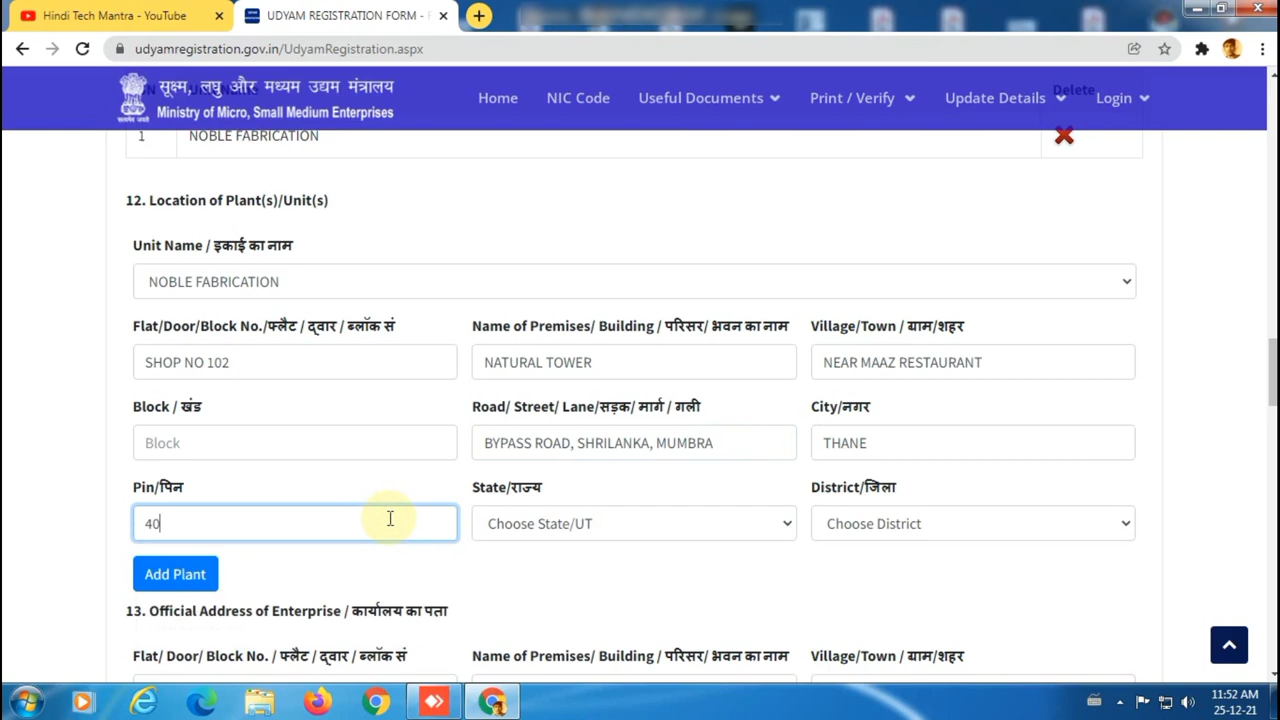 Hindi Tech Mantra - YouTube
UDYAM REGISTRATION FORM -
udyamregistration.gov.in/UdyamRegistration.aspx
सूक्ष्म, लघु और मध्यम उद्यम मंत्रालय
Ministry of Micro, Small Medium Enterprises
Home NIC Code Useful Documents Print / Verify Update Details Login
Delete
1 NOBLE FABRICATION
12. Location of Plant(s)/Unit(s)
Unit Name / इकाई का नाम
NOBLE FABRICATION
Flat/Door/Block No./फ्लैट / द्वार / ब्लॉक सं Name of Premises/ Building / परिसर/ भवन का नाम Village/Town / ग्राम/शहर
SHOP NO 102 NATURAL TOWER NEAR MAAZ RESTAURANT
Block / खंड Road/ Street/ Lane/सड़क/ मार्ग / गली City/नगर
Block BYPASS ROAD, SHRILANKA, MUMBRA THANE
Pin/पिन State/राज्य District/जिला
40 Choose State/UT Choose District
Add Plant
13. Official Address of Enterprise / कार्यालय का पता
Flat/ Door/ Block No. / फ्लैट / द्वार / ब्लॉक सं Name of Premises/ Building / परिसर/ भवन का नाम Village/Town / ग्राम/शहर
11:52 AM
25-12-21